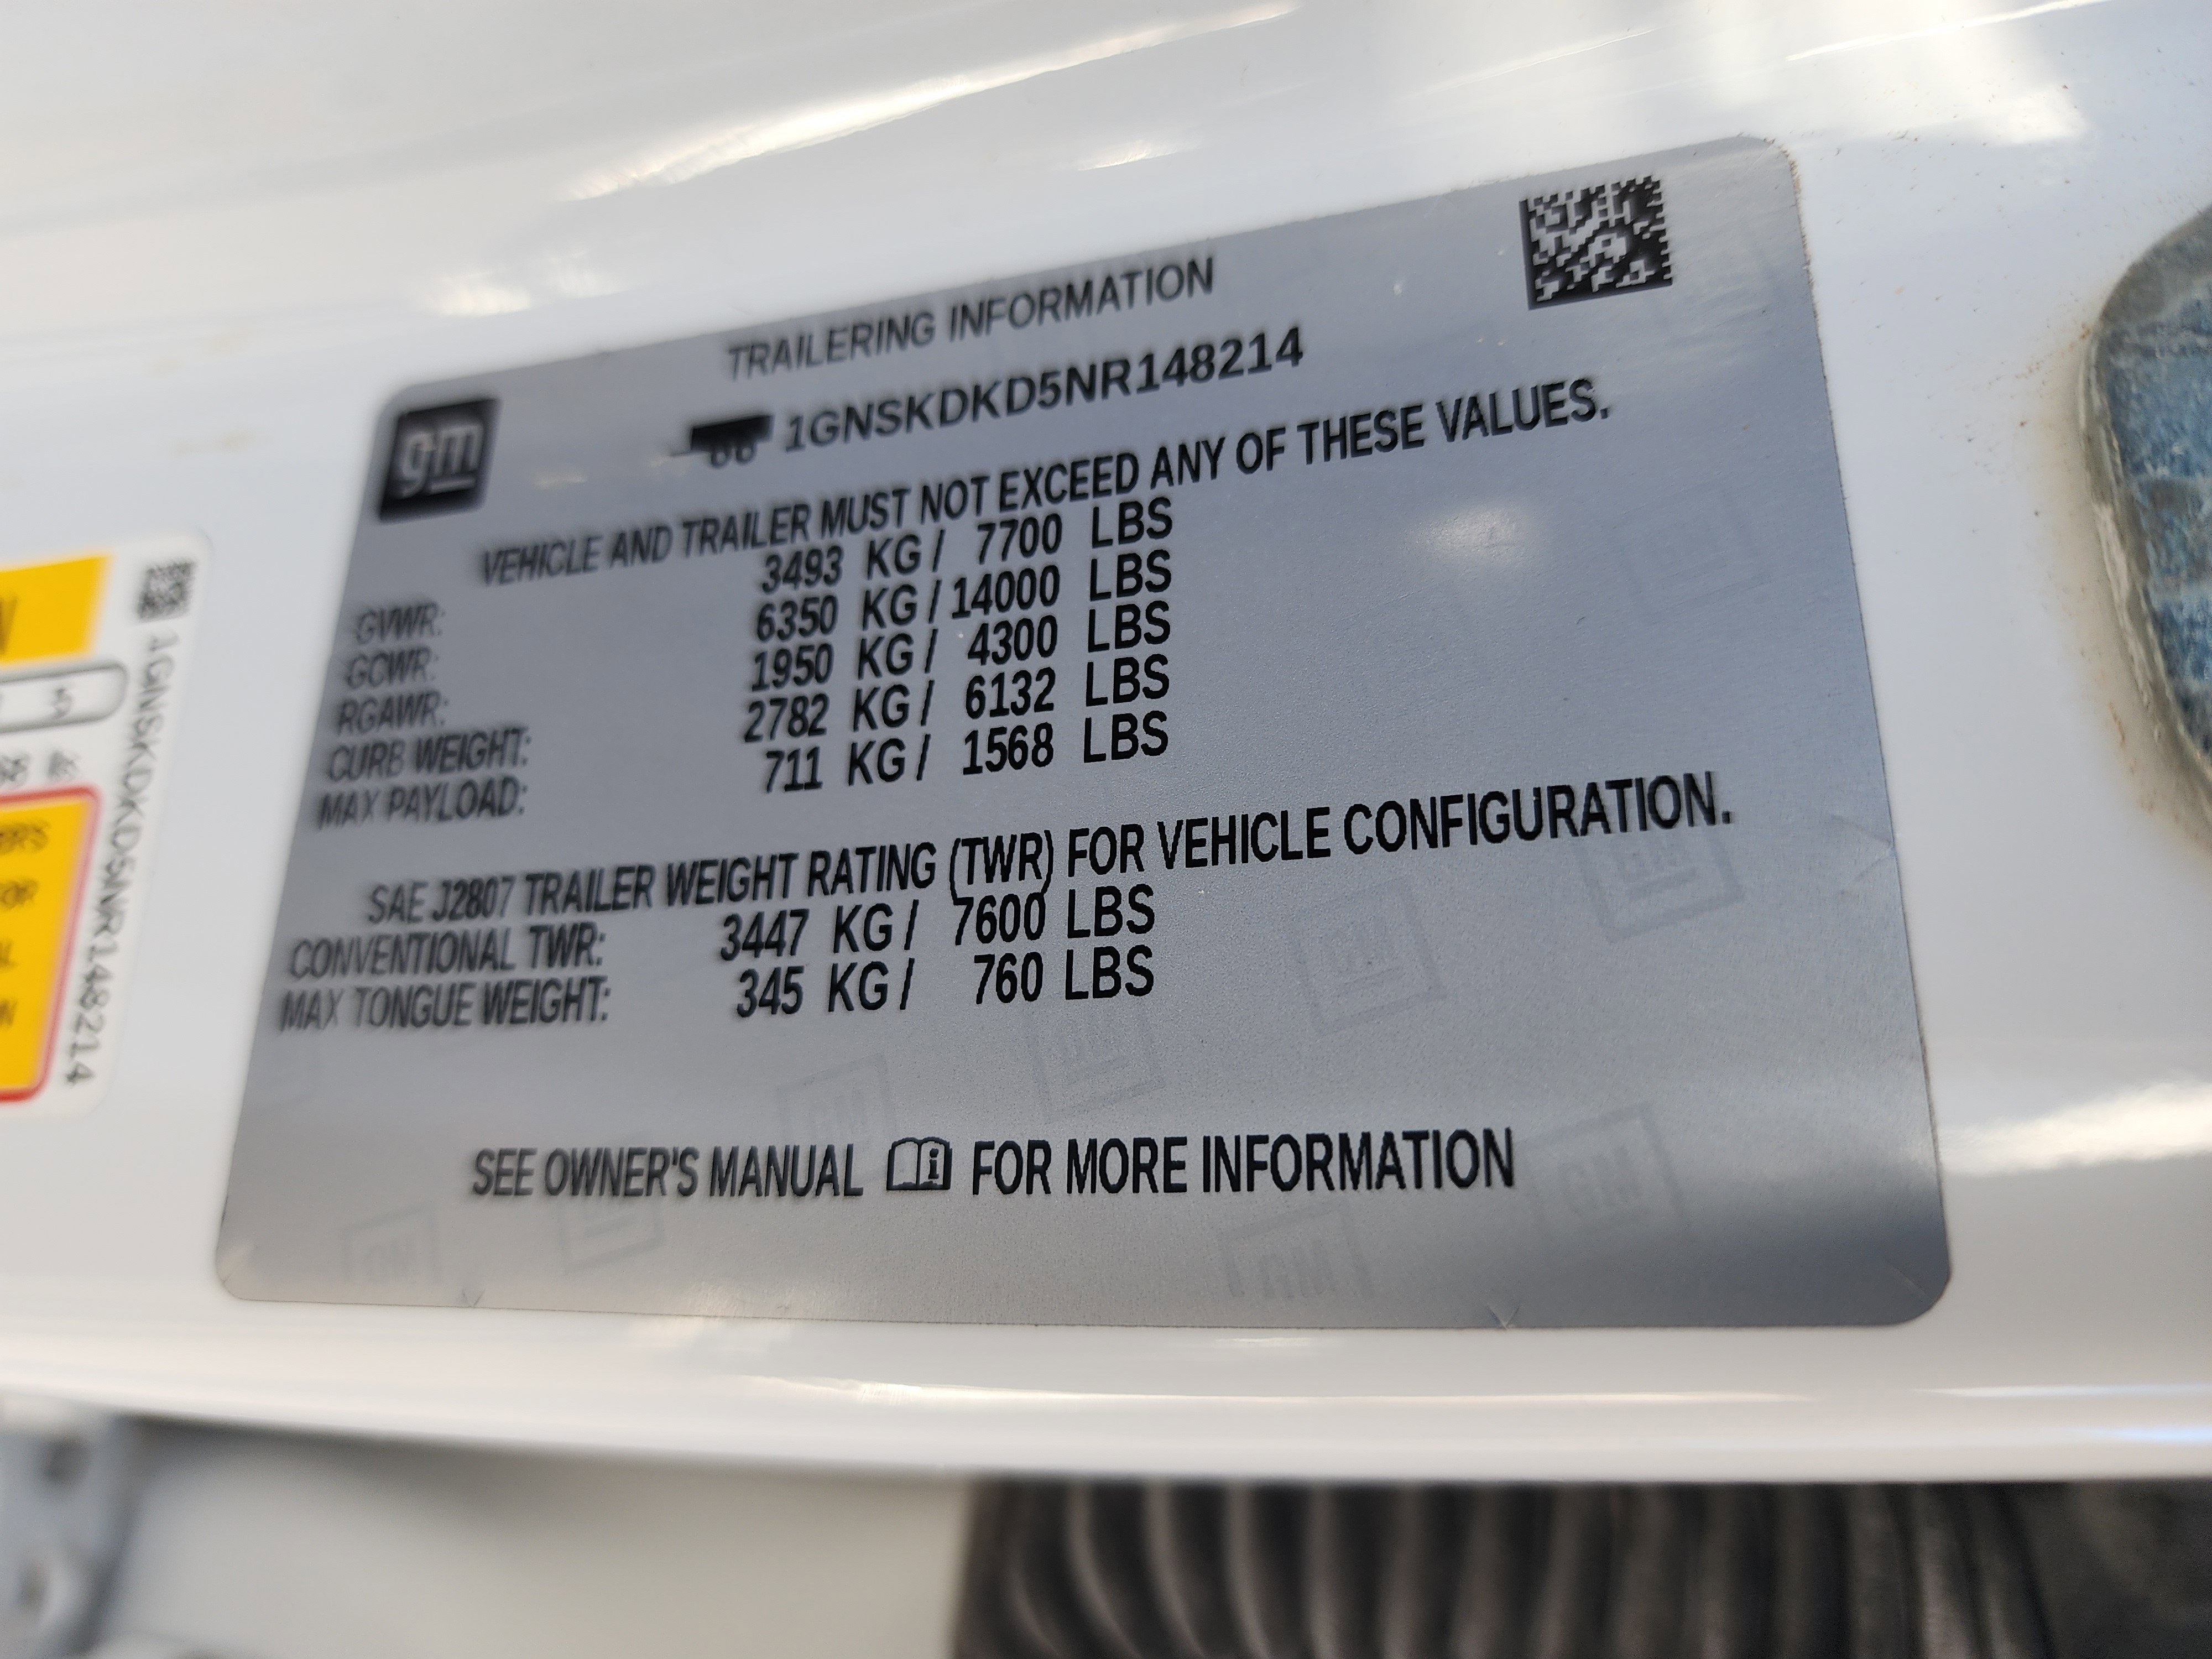 TRAILERING INFORMATION
gm
1GNSKDKD5NR148214
VEHICLE AND TRAILER MUST NOT EXCEED ANY OF THESE VALUES.
GVWR: 3493 KG / 7700 LBS
GCWR: 6350 KG / 14000 LBS
RGAWR: 1950 KG / 4300 LBS
CURB WEIGHT: 2782 KG / 6132 LBS
MAX PAYLOAD: 711 KG / 1568 LBS
SAE J2807 TRAILER WEIGHT RATING (TWR) FOR VEHICLE CONFIGURATION.
CONVENTIONAL TWR: 3447 KG / 7600 LBS
MAX TONGUE WEIGHT: 345 KG / 760 LBS
SEE OWNER'S MANUAL FOR MORE INFORMATION
1GNSKDKD5NR148214